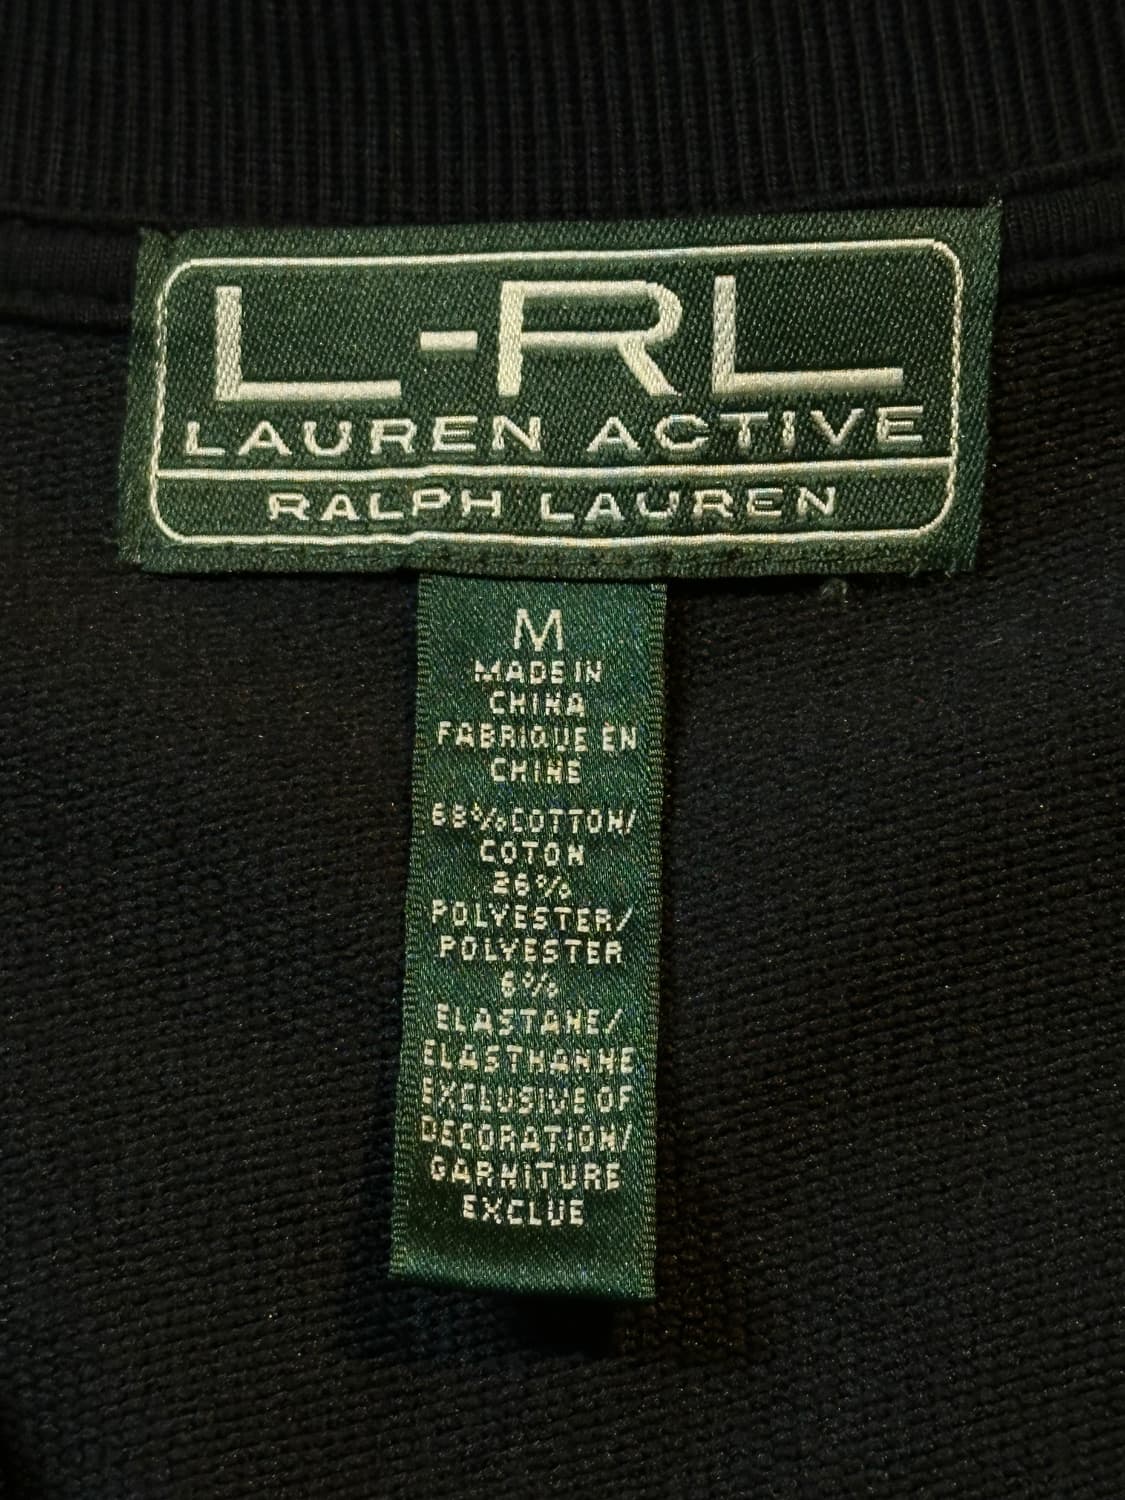 L-RL
LAUREN ACTIVE
RALPH LAUREN
M
MADE IN
CHINA
FABRIQUE EN
CHINE
68% COTTON/
COTON
26%
POLYESTER/
POLYESTER
6%
ELASTANE/
ELASTHANNE
EXCLUSIVE OF
DECORATION/
GARNITURE
EXCLUE